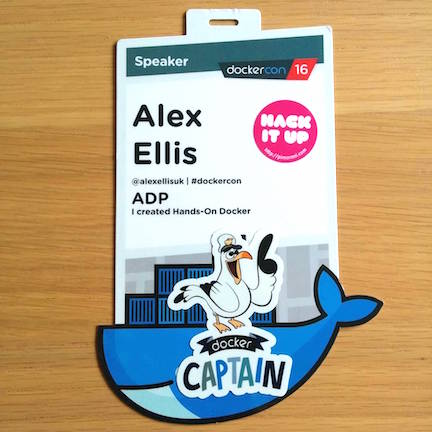 Speaker
dockercon 16
Alex
Ellis
HACK
IT UP
@alexellisuk | #dockercon
ADP
I created Hands-On Docker
docker
CAPTAIN